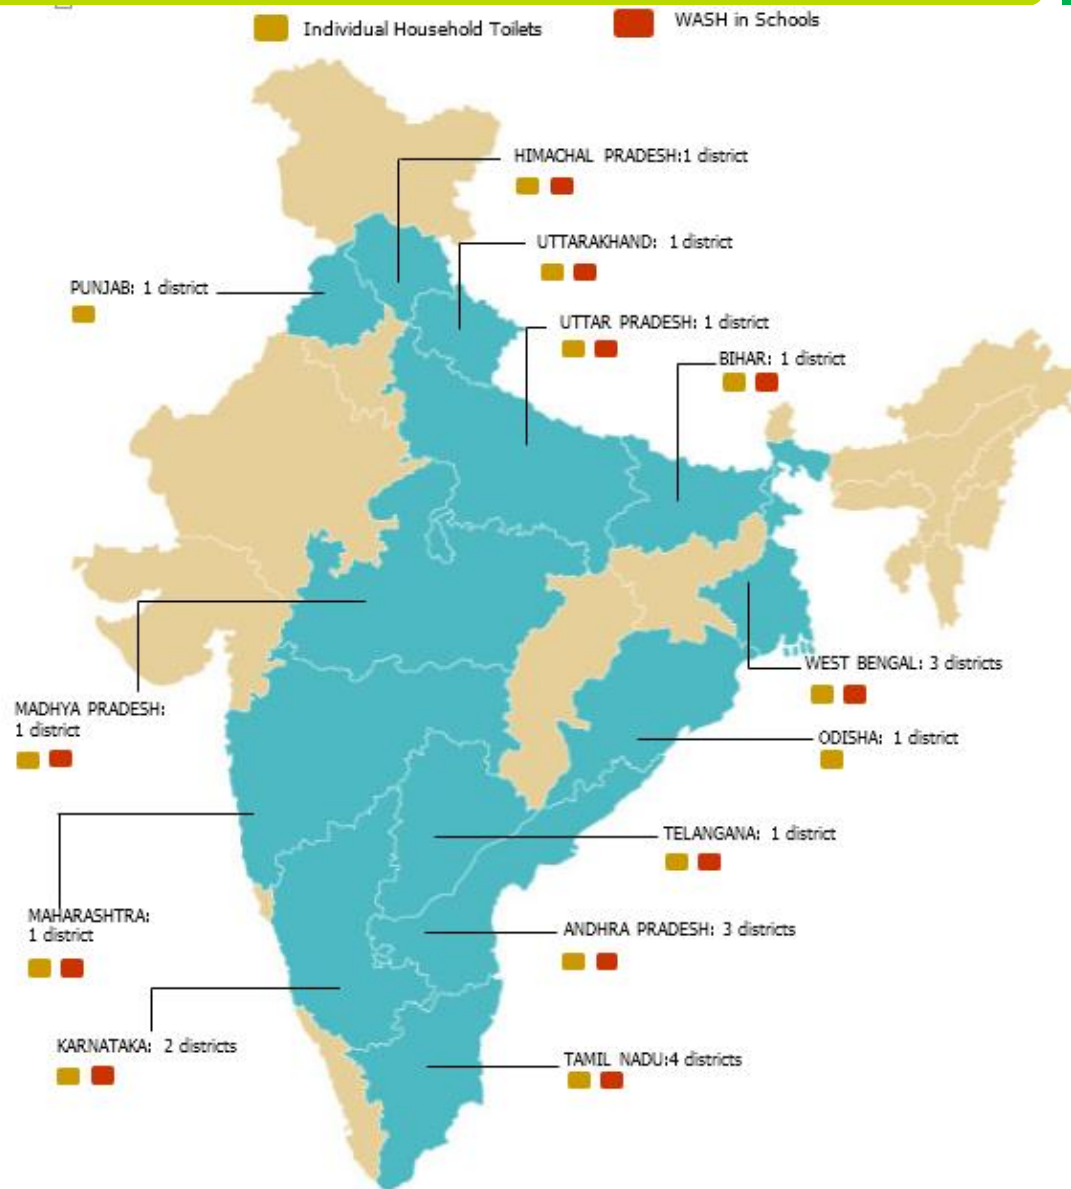 Individual Household Toilets
WASH in Schools
HIMACHAL PRADESH:1 district
UTTARAKHAND: 1 district
PUNJAB: 1 district
UTTAR PRADESH: 1 district
BIHAR: 1 district
WEST BENGAL: 3 districts
MADHYA PRADESH:
1 district
ODISHA: 1 district
TELANGANA: 1 district
MAHARASHTRA:
1 district
ANDHRA PRADESH: 3 districts
KARNATAKA: 2 districts
TAMIL NADU:4 districts